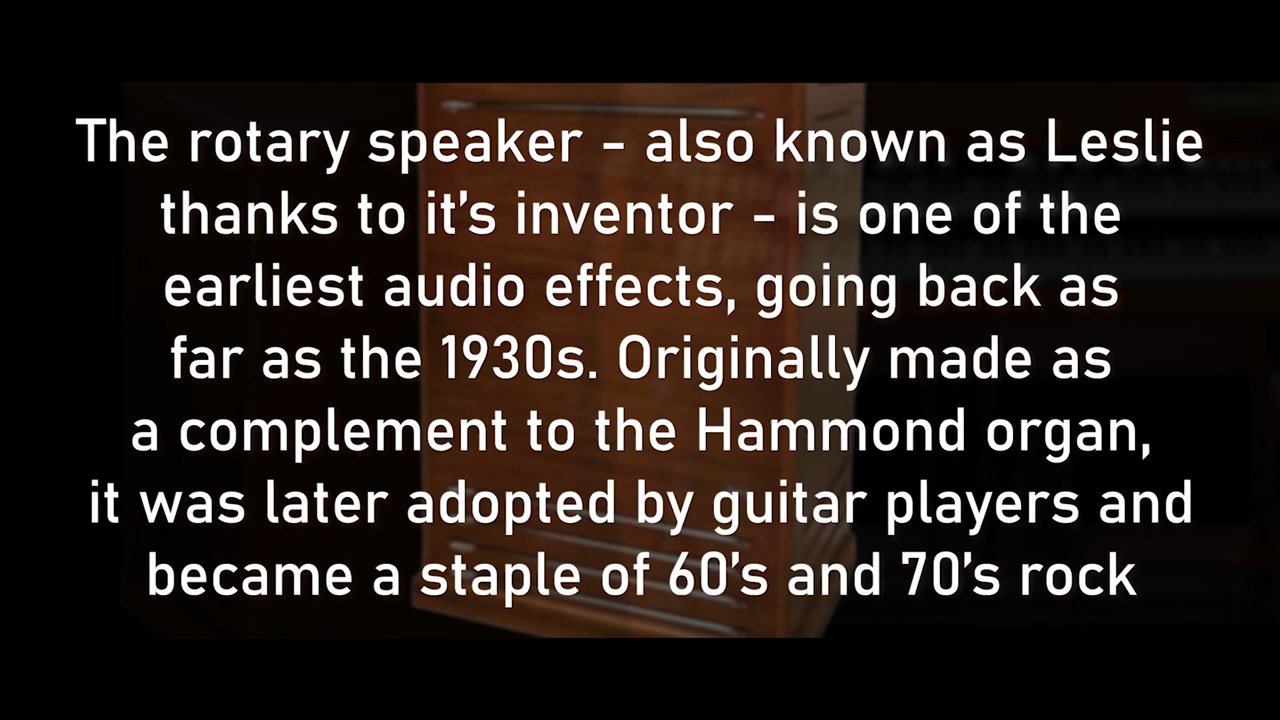 The rotary speaker - also known as Leslie
thanks to it’s inventor - is one of the
earliest audio effects, going back as
far as the 1930s. Originally made as
a complement to the Hammond organ,
it was later adopted by guitar players and
became a staple of 60’s and 70’s rock